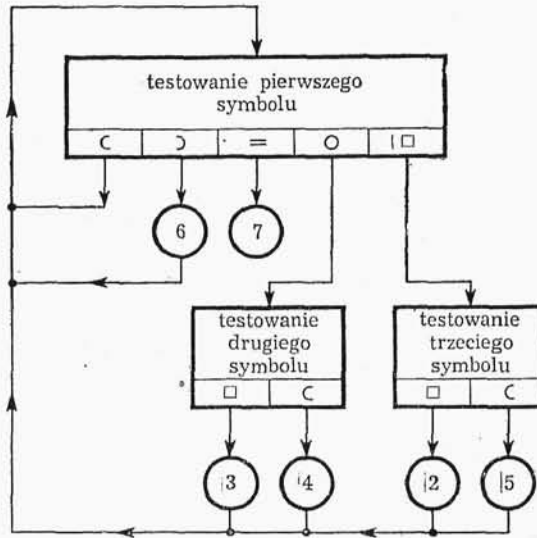 testowanie pierwszego
symbolu
⊂ ⊃ = ○ | □
6 7
testowanie
drugiego
symbolu
□ ⊂
testowanie
trzeciego
symbolu
□ ⊂
3 4 2 5